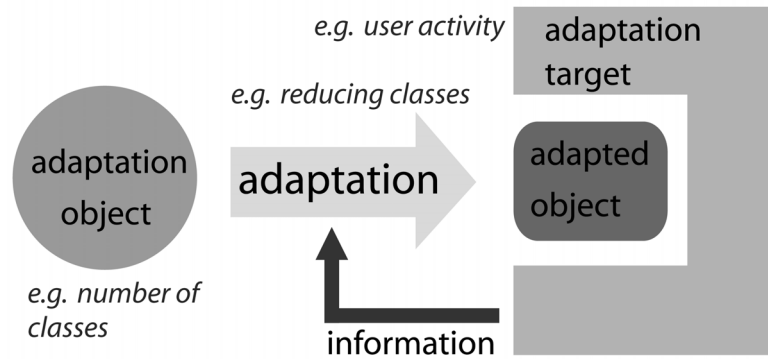 e.g. user activity
adaptation
target
e.g. reducing classes
adaptation
object
adaptation
adapted
object
e.g. number of
classes
information